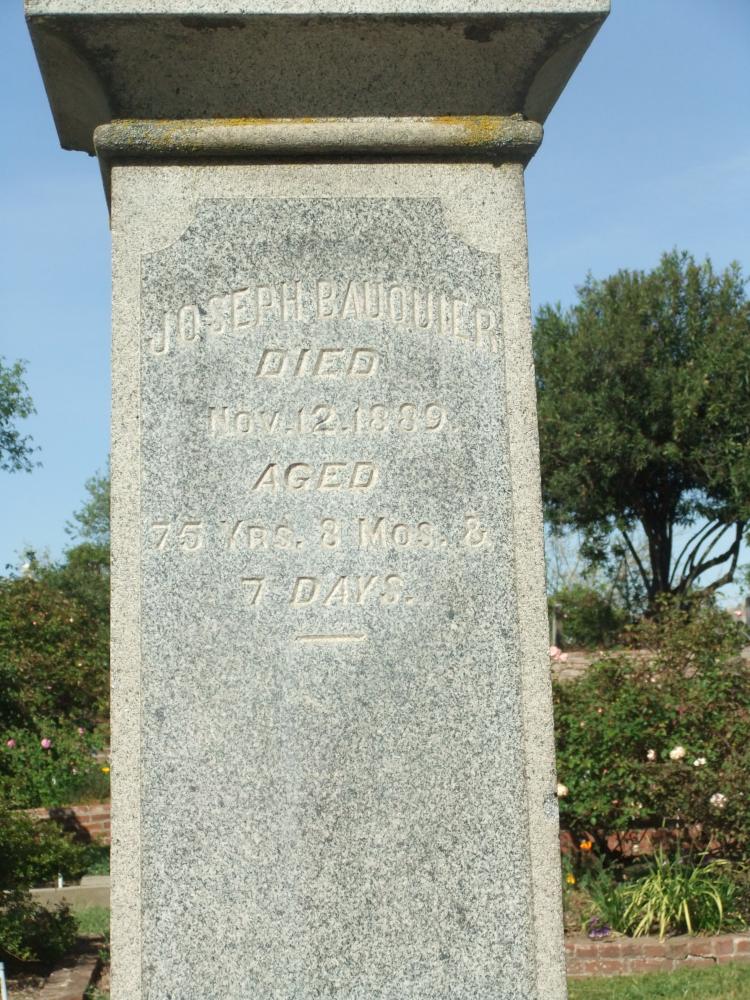 JOSEPH BAUQUIER
DIED
NOV. 12. 1889.
AGED
75 YRS. 8 MOS. &
7 DAYS.